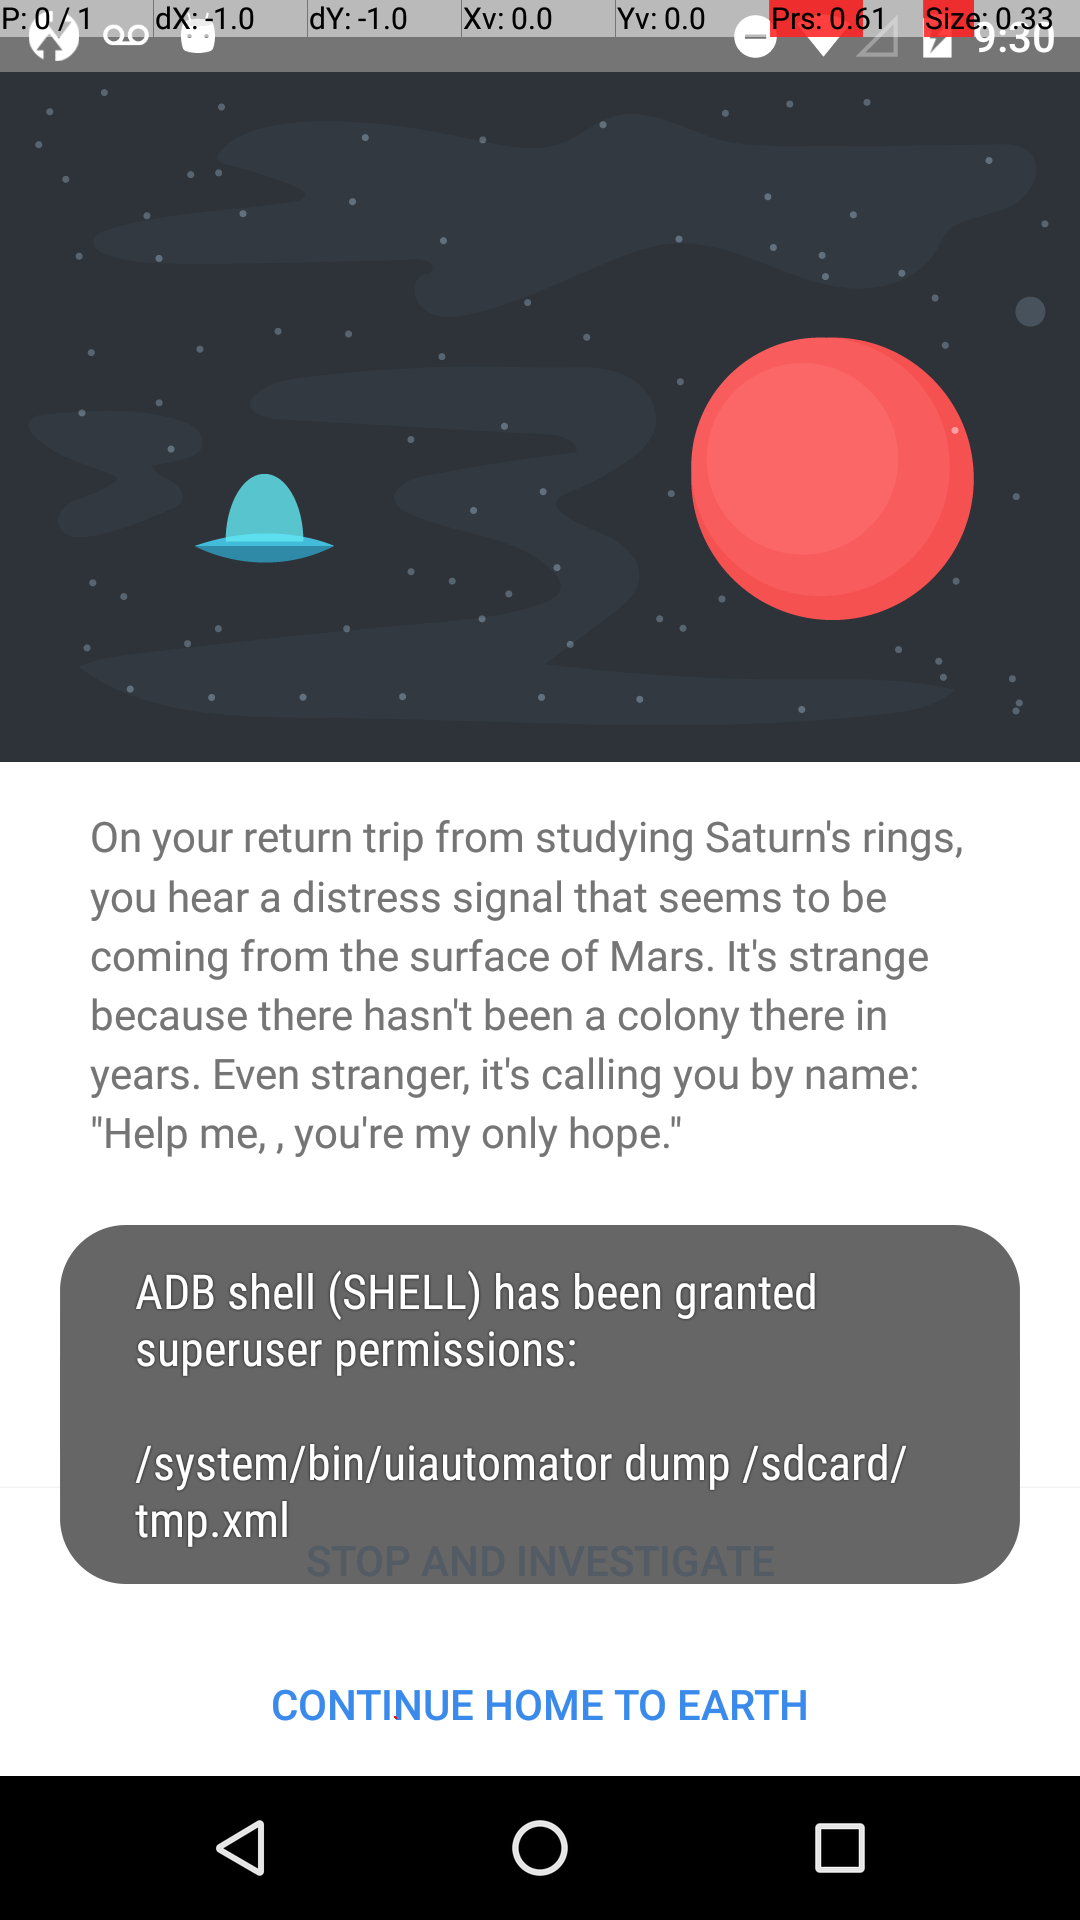 P: 0 / 1 dX: -1.0 dY: -1.0 Xv: 0.0 Yv: 0.0 Prs: 0.61 Size: 0.33
9:30
On your return trip from studying Saturn's rings,
you hear a distress signal that seems to be
coming from the surface of Mars. It's strange
because there hasn't been a colony there in
years. Even stranger, it's calling you by name:
"Help me, , you're my only hope."
ADB shell (SHELL) has been granted
superuser permissions:
/system/bin/uiautomator dump /sdcard/
tmp.xml
STOP AND INVESTIGATE
CONTINUE HOME TO EARTH